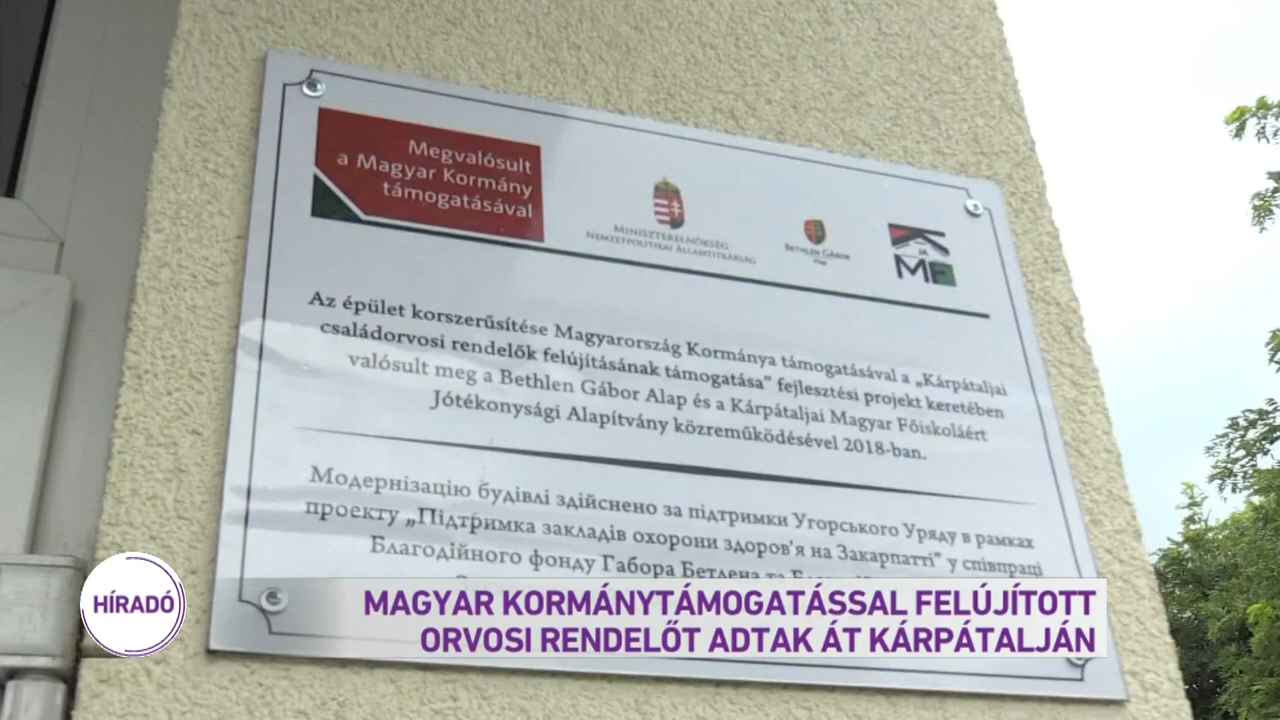 Megvalósult
a Magyar Kormány
támogatásával
MINISZTERELNÖKSÉG
NEMZETPOLITIKAI ÁLLAMTITKÁRSÁG
BETHLEN GÁBOR
Alap
MF
Az épület korszerűsítése Magyarország Kormánya támogatásával a „Kárpátaljai
családorvosi rendelők felújításának támogatása” fejlesztési projekt keretében
valósult meg a Bethlen Gábor Alap és a Kárpátaljai Magyar Főiskoláért
Jótékonysági Alapítvány közreműködésével 2018-ban.
Модернізацію будівлі здійснено за підтримки Угорського Уряду в рамках
проекту „Підтримка закладів охорони здоров'я на Закарпатті” у співпраці
Благодійного фонду Габора Бетлена та
HÍRADÓ
MAGYAR KORMÁNYTÁMOGATÁSSAL FELÚJÍTOTT
ORVOSI RENDELŐT ADTAK ÁT KÁRPÁTALJÁN